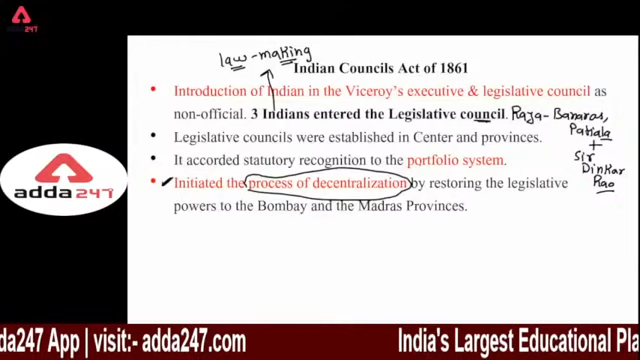 adda 247
law-making
Indian Councils Act of 1861
• Introduction of Indian in the Viceroy's executive & legislative council as
non-official. 3 Indians entered the Legislative council. Raja - Banaras,
Patiala
+
Sir
Dinkar
Rao
• Legislative councils were established in Center and provinces.
• It accorded statutory recognition to the portfolio system.
• Initiated the process of decentralization by restoring the legislative
powers to the Bombay and the Madras Provinces.
adda247
da247 App | visit:- adda247.com
India's Largest Educational Pla